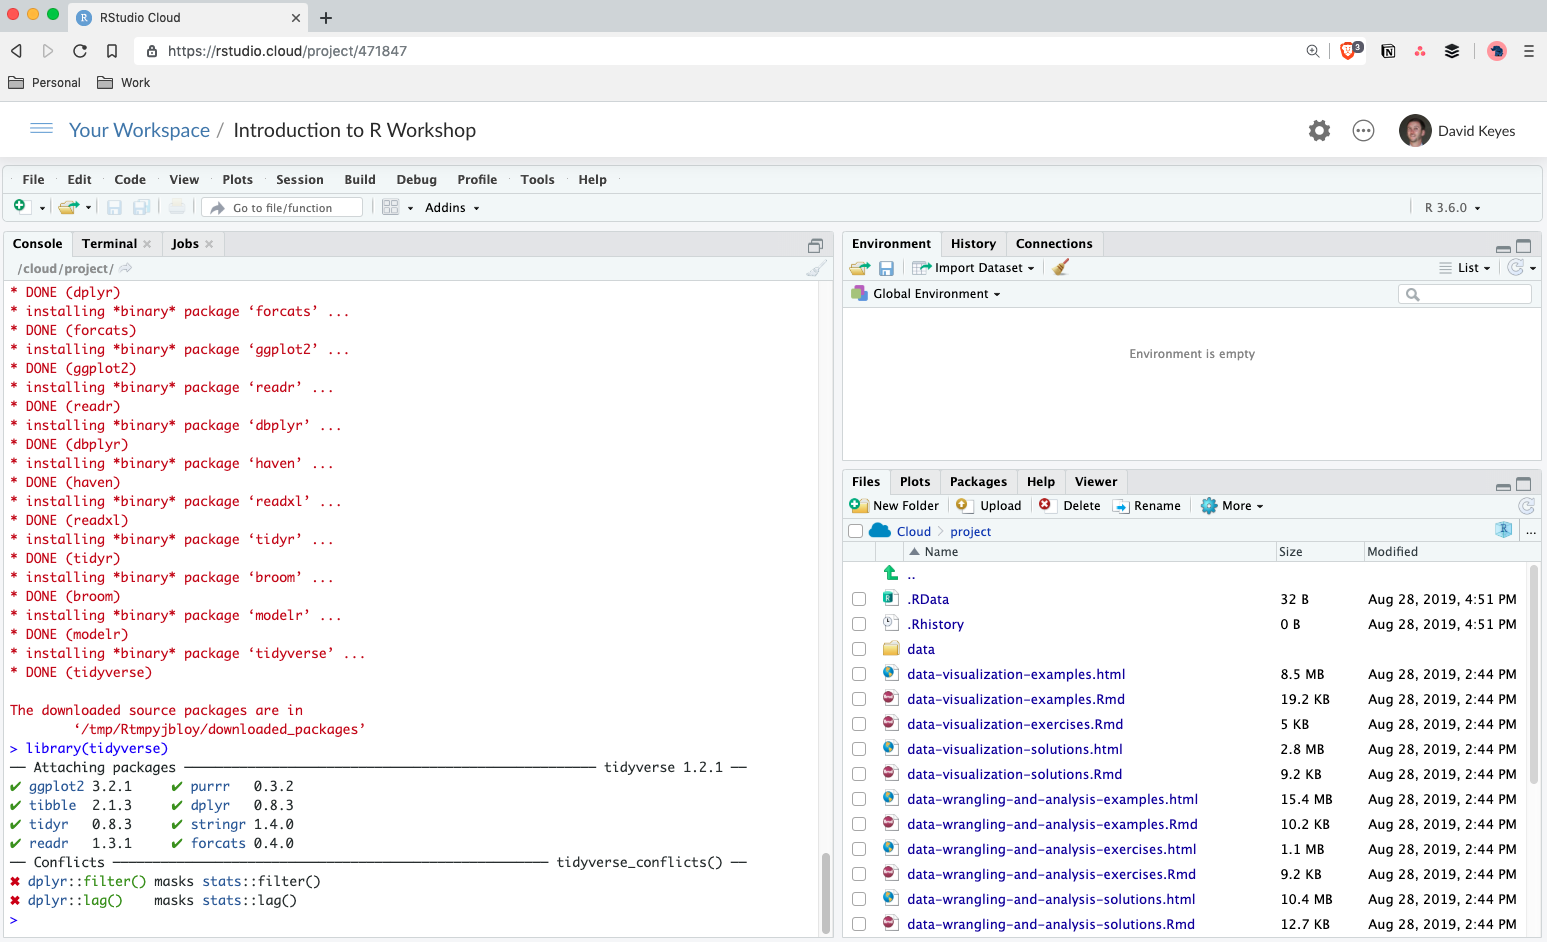 RStudio Cloud
https://rstudio.cloud/project/471847
3
Personal Work
Your Workspace / Introduction to R Workshop
David Keyes
File Edit Code View Plots Session Build Debug Profile Tools Help
Go to file/function Addins R 3.6.0
Console Terminal Jobs
/cloud/project/
* DONE (dplyr)
* installing *binary* package ‘forcats’ ...
* DONE (forcats)
* installing *binary* package ‘ggplot2’ ...
* DONE (ggplot2)
* installing *binary* package ‘readr’ ...
* DONE (readr)
* installing *binary* package ‘dbplyr’ ...
* DONE (dbplyr)
* installing *binary* package ‘haven’ ...
* DONE (haven)
* installing *binary* package ‘readxl’ ...
* DONE (readxl)
* installing *binary* package ‘tidyr’ ...
* DONE (tidyr)
* installing *binary* package ‘broom’ ...
* DONE (broom)
* installing *binary* package ‘modelr’ ...
* DONE (modelr)
* installing *binary* package ‘tidyverse’ ...
* DONE (tidyverse)
The downloaded source packages are in
‘/tmp/Rtmpyjbloy/downloaded_packages’
> library(tidyverse)
── Attaching packages ── tidyverse 1.2.1 ──
✔ ggplot2 3.2.1 ✔ purrr 0.3.2
✔ tibble 2.1.3 ✔ dplyr 0.8.3
✔ tidyr 0.8.3 ✔ stringr 1.4.0
✔ readr 1.3.1 ✔ forcats 0.4.0
── Conflicts ── tidyverse_conflicts() ──
✖ dplyr::filter() masks stats::filter()
✖ dplyr::lag() masks stats::lag()
>
Environment History Connections
Import Dataset List
Global Environment
Environment is empty
Files Plots Packages Help Viewer
New Folder Upload Delete Rename More
Cloud > project ...
Name Size Modified
..
.RData 32 B Aug 28, 2019, 4:51 PM
.Rhistory 0 B Aug 28, 2019, 4:51 PM
data
data-visualization-examples.html 8.5 MB Aug 28, 2019, 2:44 PM
data-visualization-examples.Rmd 19.2 KB Aug 28, 2019, 2:44 PM
data-visualization-exercises.Rmd 5 KB Aug 28, 2019, 2:44 PM
data-visualization-solutions.html 2.8 MB Aug 28, 2019, 2:44 PM
data-visualization-solutions.Rmd 9.2 KB Aug 28, 2019, 2:44 PM
data-wrangling-and-analysis-examples.html 15.4 MB Aug 28, 2019, 2:44 PM
data-wrangling-and-analysis-examples.Rmd 10.2 KB Aug 28, 2019, 2:44 PM
data-wrangling-and-analysis-exercises.html 1.1 MB Aug 28, 2019, 2:44 PM
data-wrangling-and-analysis-exercises.Rmd 9.2 KB Aug 28, 2019, 2:44 PM
data-wrangling-and-analysis-solutions.html 10.4 MB Aug 28, 2019, 2:44 PM
data-wrangling-and-analysis-solutions.Rmd 12.7 KB Aug 28, 2019, 2:44 PM